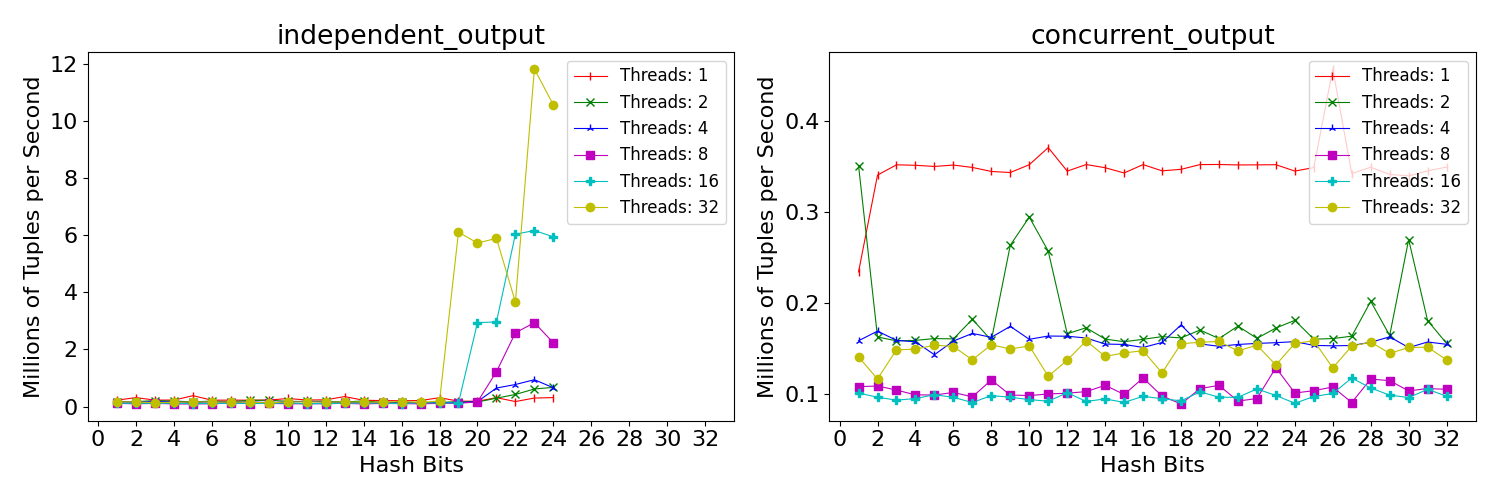 independent_output
Millions of Tuples per Second
12
10
8
6
4
2
0
Threads: 1
Threads: 2
Threads: 4
Threads: 8
Threads: 16
Threads: 32
0 2 4 6 8 10 12 14 16 18 20 22 24 26 28 30 32
Hash Bits
concurrent_output
Millions of Tuples per Second
0.4
0.3
0.2
0.1
Threads: 1
Threads: 2
Threads: 4
Threads: 8
Threads: 16
Threads: 32
0 2 4 6 8 10 12 14 16 18 20 22 24 26 28 30 32
Hash Bits